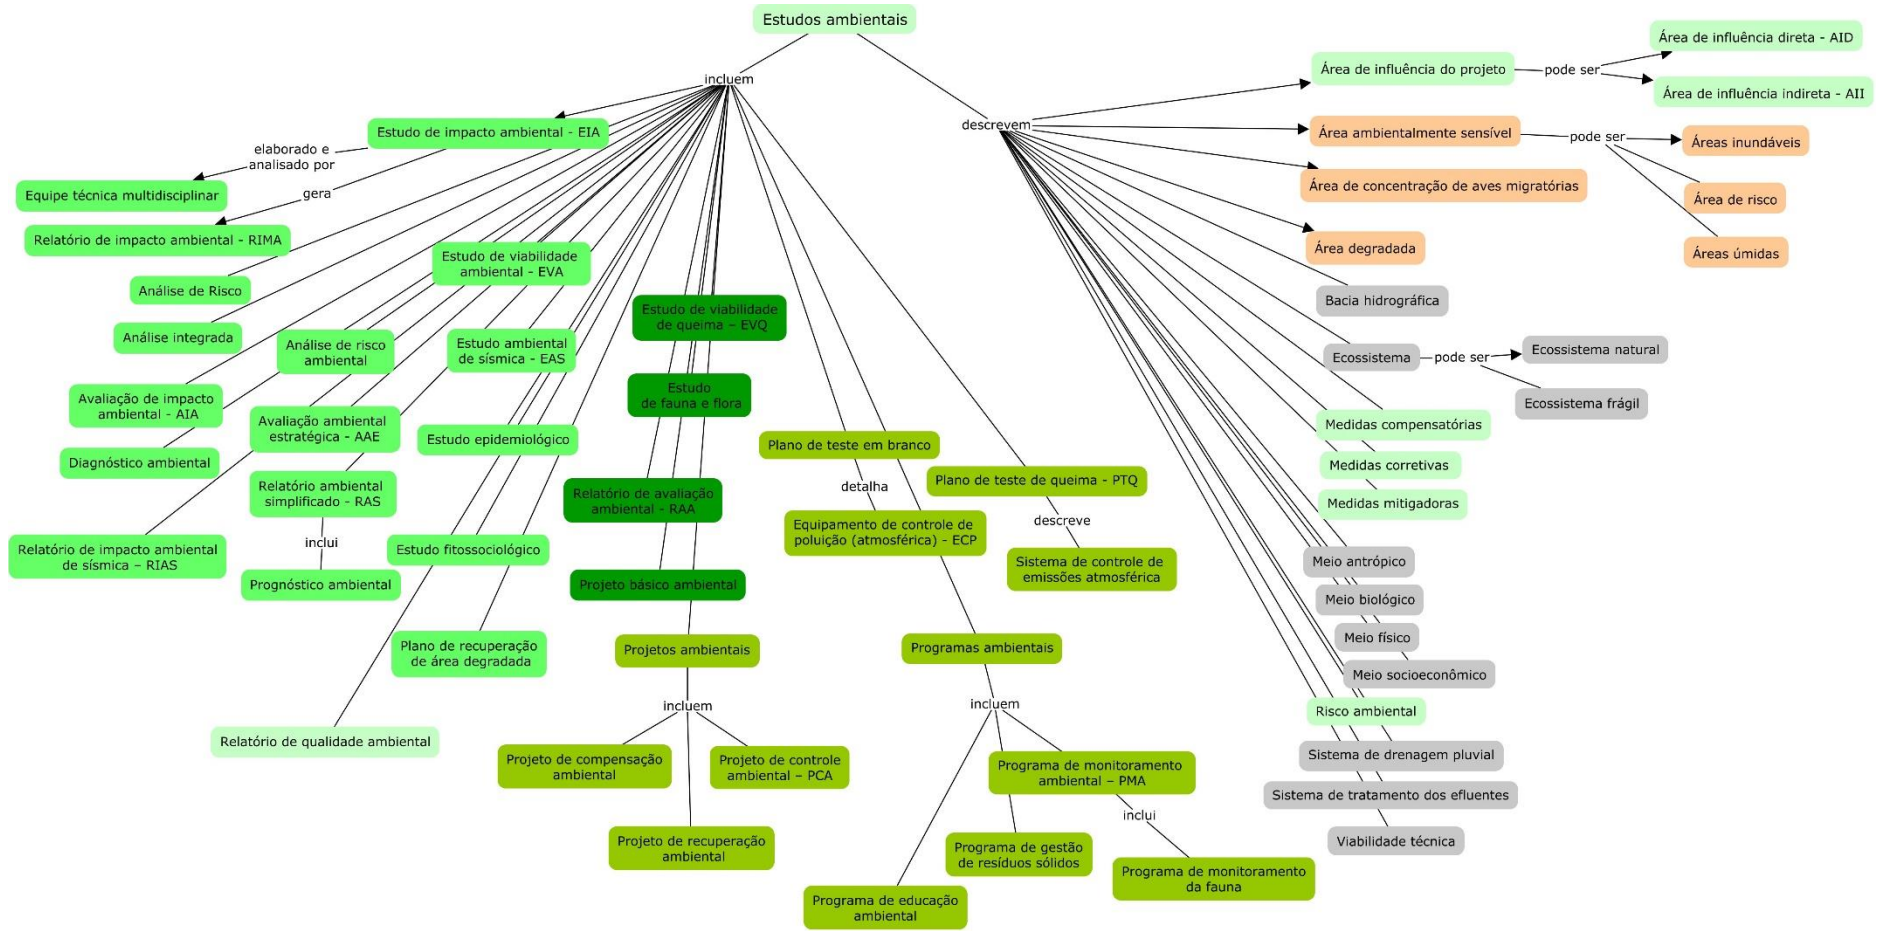 Estudos ambientais
incluem
descrevem
Estudo de impacto ambiental - EIA
elaborado e
analisado por
Equipe técnica multidisciplinar
gera
Relatório de impacto ambiental - RIMA
Análise de Risco
Análise integrada
Avaliação de impacto
ambiental - AIA
Diagnóstico ambiental
Relatório de impacto ambiental
de sísmica – RIAS
Estudo de viabilidade
ambiental - EVA
Análise de risco
ambiental
Avaliação ambiental
estratégica - AAE
Relatório ambiental
simplificado - RAS
inclui
Prognóstico ambiental
Estudo ambiental
de sísmica - EAS
Estudo epidemiológico
Estudo fitossociológico
Plano de recuperação
de área degradada
Relatório de qualidade ambiental
Estudo de viabilidade
de queima – EVQ
Estudo
de fauna e flora
Relatório de avaliação
ambiental - RAA
Projeto básico ambiental
Projetos ambientais
incluem
Projeto de compensação
ambiental
Projeto de controle
ambiental – PCA
Projeto de recuperação
ambiental
Plano de teste em branco
detalha
Equipamento de controle de
poluição (atmosférica) - ECP
Plano de teste de queima - PTQ
descreve
Sistema de controle de
emissões atmosférica
Programas ambientais
incluem
Programa de monitoramento
ambiental – PMA
inclui
Programa de gestão
de resíduos sólidos
Programa de monitoramento
da fauna
Programa de educação
ambiental
Área de influência do projeto
pode ser
Área de influência direta - AID
Área de influência indireta - AII
Área ambientalmente sensível
pode ser
Áreas inundáveis
Área de risco
Áreas úmidas
Área de concentração de aves migratórias
Área degradada
Bacia hidrográfica
Ecossistema
pode ser
Ecossistema natural
Ecossistema frágil
Medidas compensatórias
Medidas corretivas
Medidas mitigadoras
Meio antrópico
Meio biológico
Meio físico
Meio socioeconômico
Risco ambiental
Sistema de drenagem pluvial
Sistema de tratamento dos efluentes
Viabilidade técnica